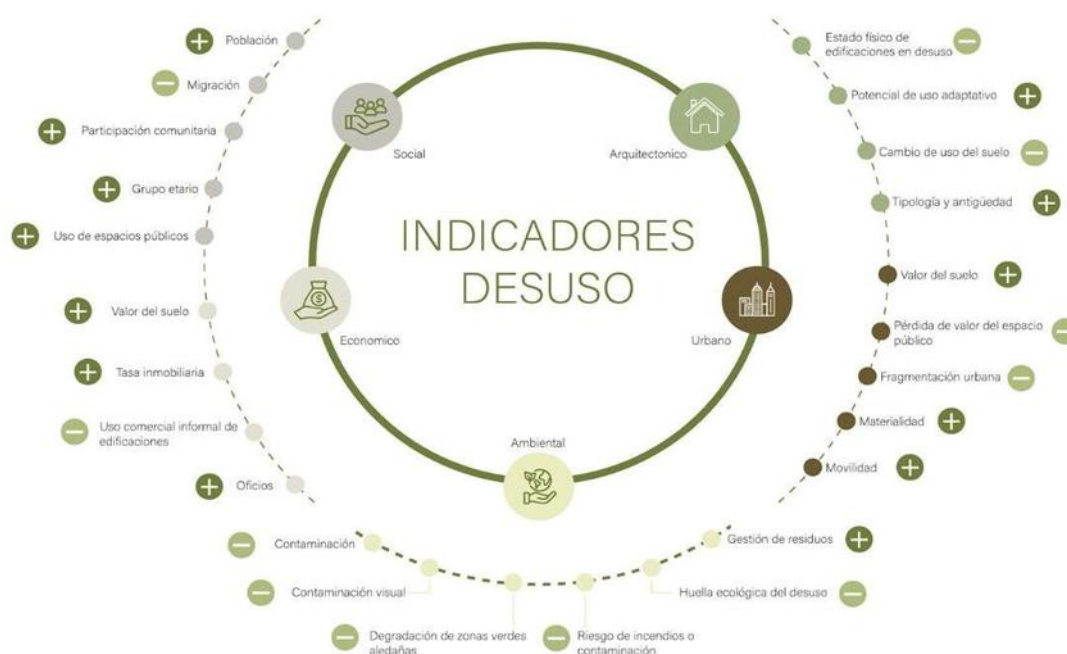 Población
Migración
Participación comunitaria
Grupo etario
Uso de espacios públicos
Valor del suelo
Tasa inmobiliaria
Uso comercial informal de
edificaciones
Oficios
Social
Arquitectonico
INDICADORES
DESUSO
Economico
Urbano
Ambiental
Estado físico de
edificaciones en desuso
Potencial de uso adaptativo
Cambio de uso del suelo
Tipología y antigüedad
Valor del suelo
Pérdida de valor del espacio
público
Fragmentación urbana
Materialidad
Movilidad
Contaminación
Contaminación visual
Degradación de zonas verdes
aledañas
Riesgo de incendios o
contaminación
Huella ecológica del desuso
Gestión de residuos